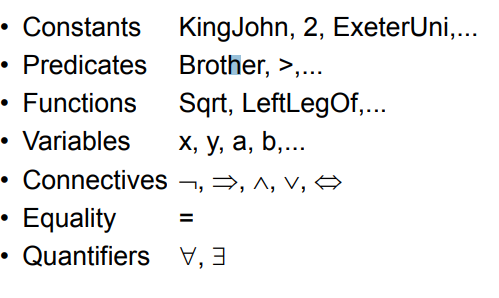 • Constants KingJohn, 2, ExeterUni,...
• Predicates Brother, >,...
• Functions Sqrt, LeftLegOf,...
• Variables x, y, a, b,...
• Connectives ¬, ⇒, ∧, ∨, ⇔
• Equality =
• Quantifiers ∀, ∃